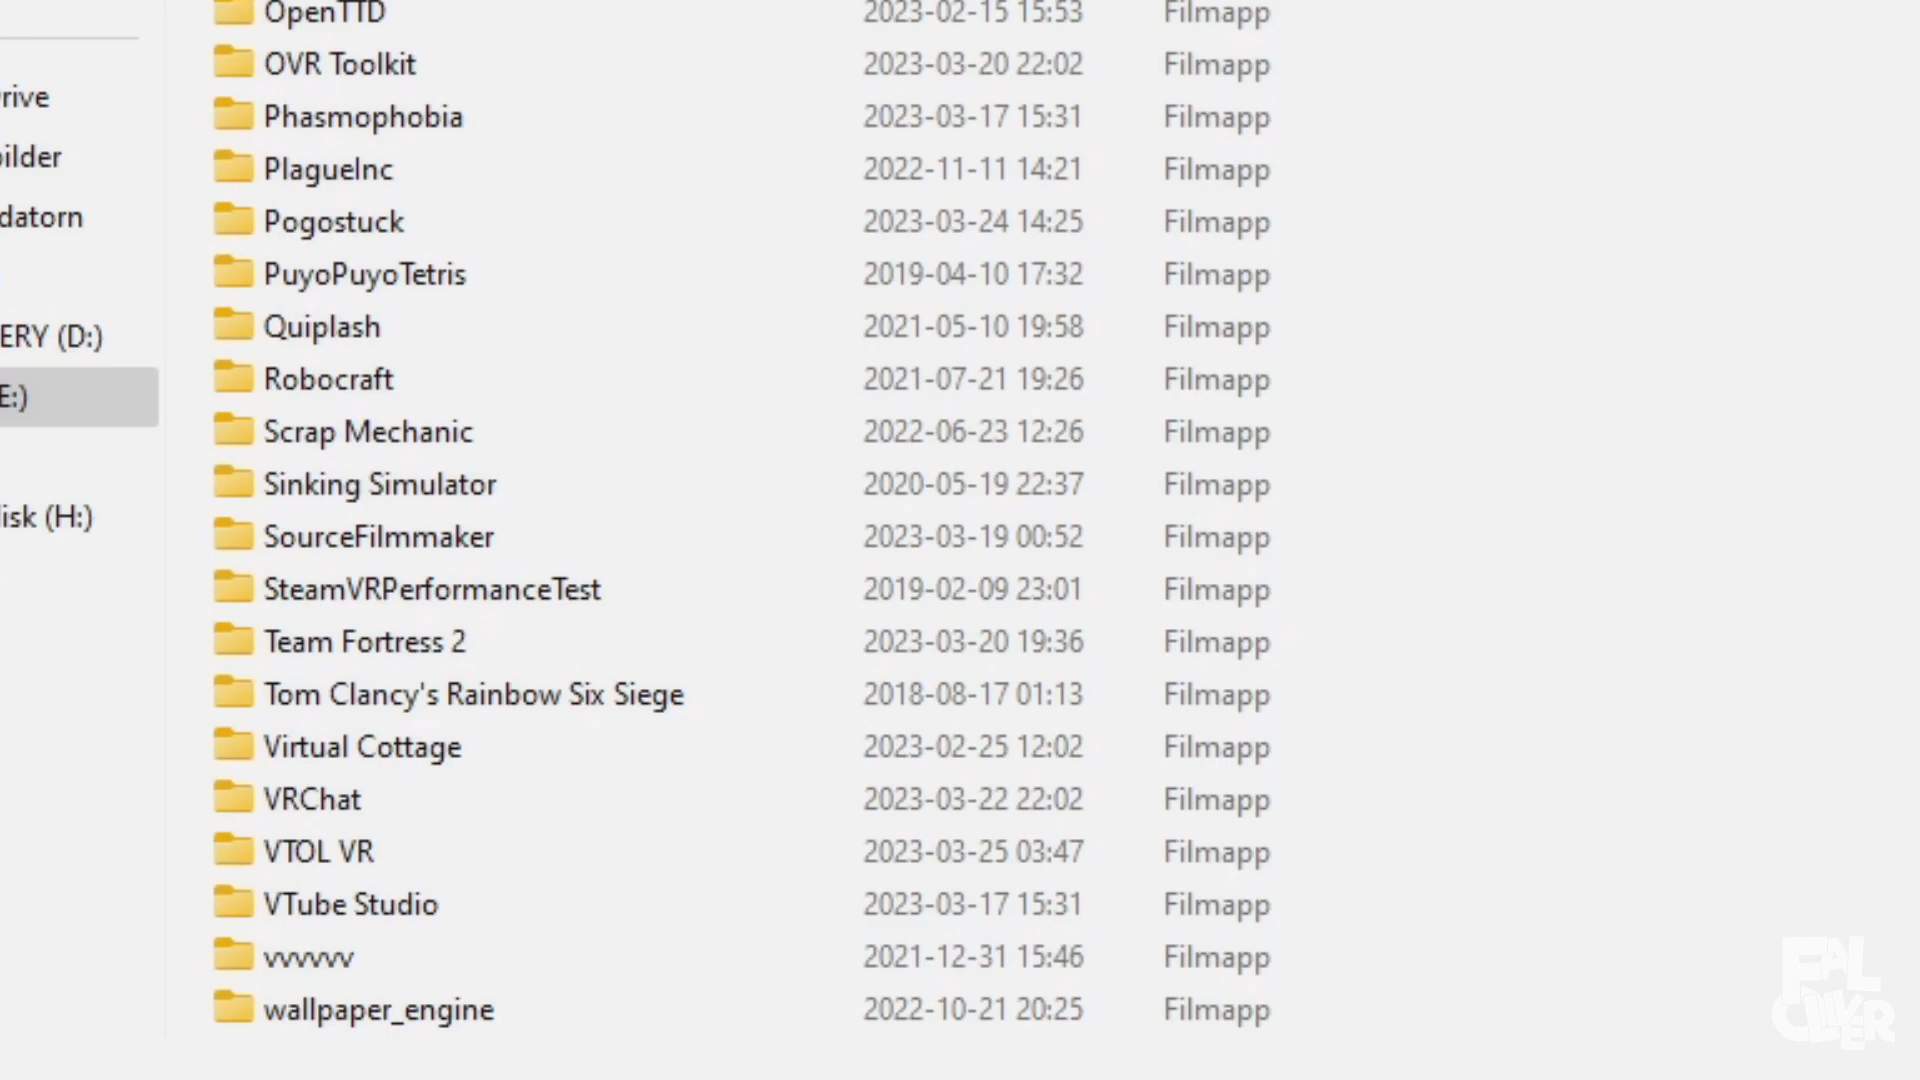 OpenTTD 2023-02-15 15:53 Filmapp
OVR Toolkit 2023-03-20 22:02 Filmapp
rive
Phasmophobia 2023-03-17 15:31 Filmapp
bilder
PlagueInc 2022-11-11 14:21 Filmapp
datorn
Pogostuck 2023-03-24 14:25 Filmapp
PuyoPuyoTetris 2019-04-10 17:32 Filmapp
ERY (D:)
Quiplash 2021-05-10 19:58 Filmapp
E:)
Robocraft 2021-07-21 19:26 Filmapp
Scrap Mechanic 2022-06-23 12:26 Filmapp
Sinking Simulator 2020-05-19 22:37 Filmapp
isk (H:)
SourceFilmmaker 2023-03-19 00:52 Filmapp
SteamVRPerformanceTest 2019-02-09 23:01 Filmapp
Team Fortress 2 2023-03-20 19:36 Filmapp
Tom Clancy's Rainbow Six Siege 2018-08-17 01:13 Filmapp
Virtual Cottage 2023-02-25 12:02 Filmapp
VRChat 2023-03-22 22:02 Filmapp
VTOL VR 2023-03-25 03:47 Filmapp
VTube Studio 2023-03-17 15:31 Filmapp
vvvvvv 2021-12-31 15:46 Filmapp
wallpaper_engine 2022-10-21 20:25 Filmapp
FAL